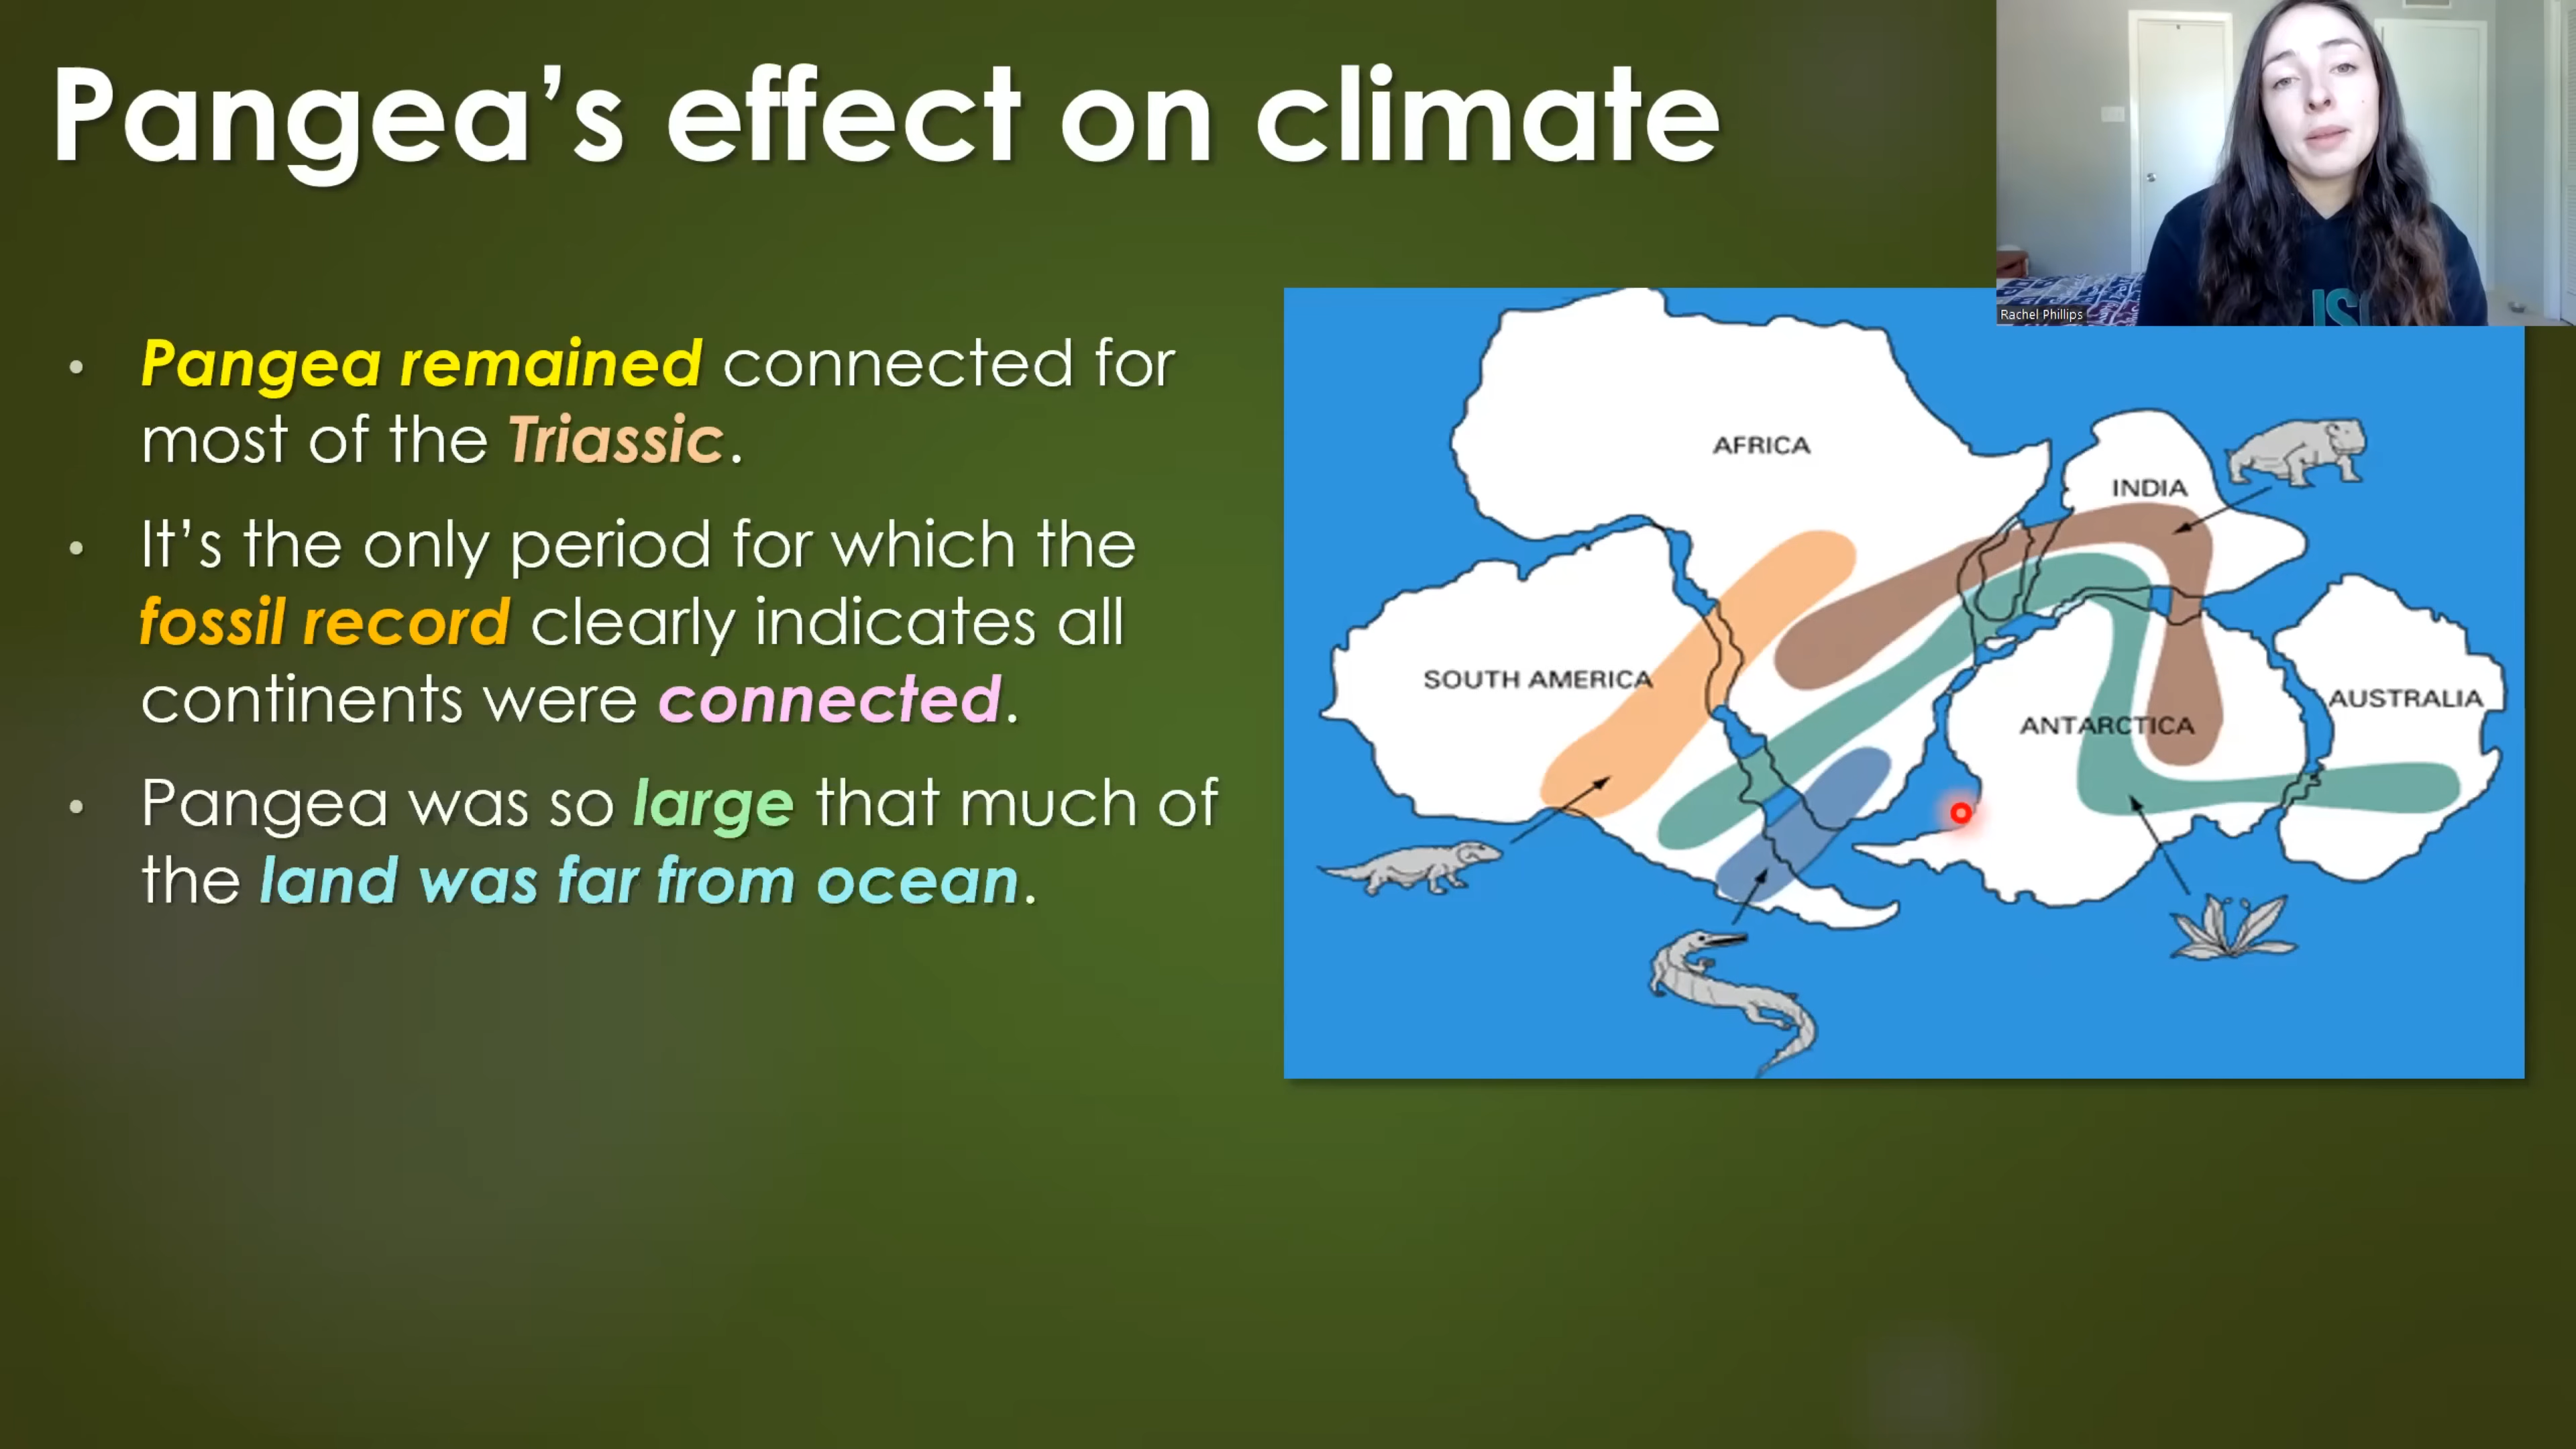 Pangea's effect on climate
Rachel Phillips
• Pangea remained connected for
most of the Triassic.
• It's the only period for which the
fossil record clearly indicates all
continents were connected.
• Pangea was so large that much of
the land was far from ocean.
AFRICA
INDIA
SOUTH AMERICA
ANTARCTICA
AUSTRALIA